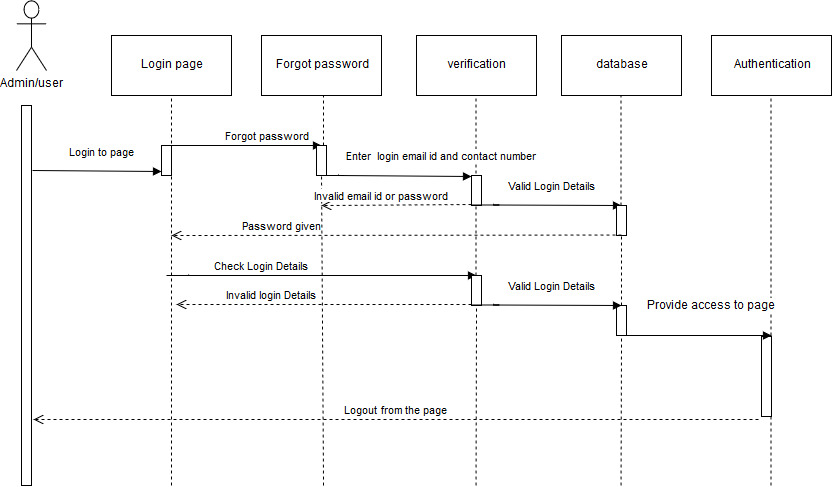 Admin/user
Login page
Forgot password
verification
database
Authentication
Forgot password
Login to page
Enter login email id and contact number
Valid Login Details
Invalid email id or password
Password given
Check Login Details
Valid Login Details
Invalid login Details
Provide access to page
Logout from the page